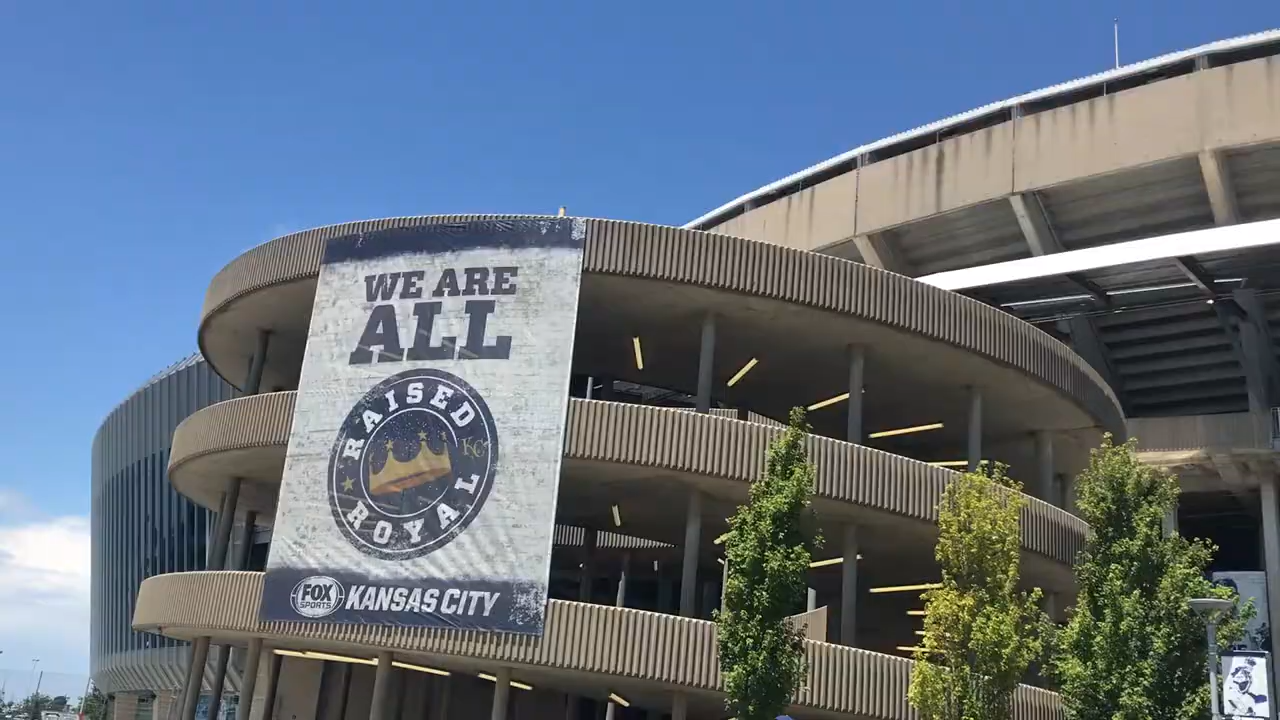 WE ARE
ALL
RAISED
KC
ROYAL
FOX
SPORTS
KANSAS CITY